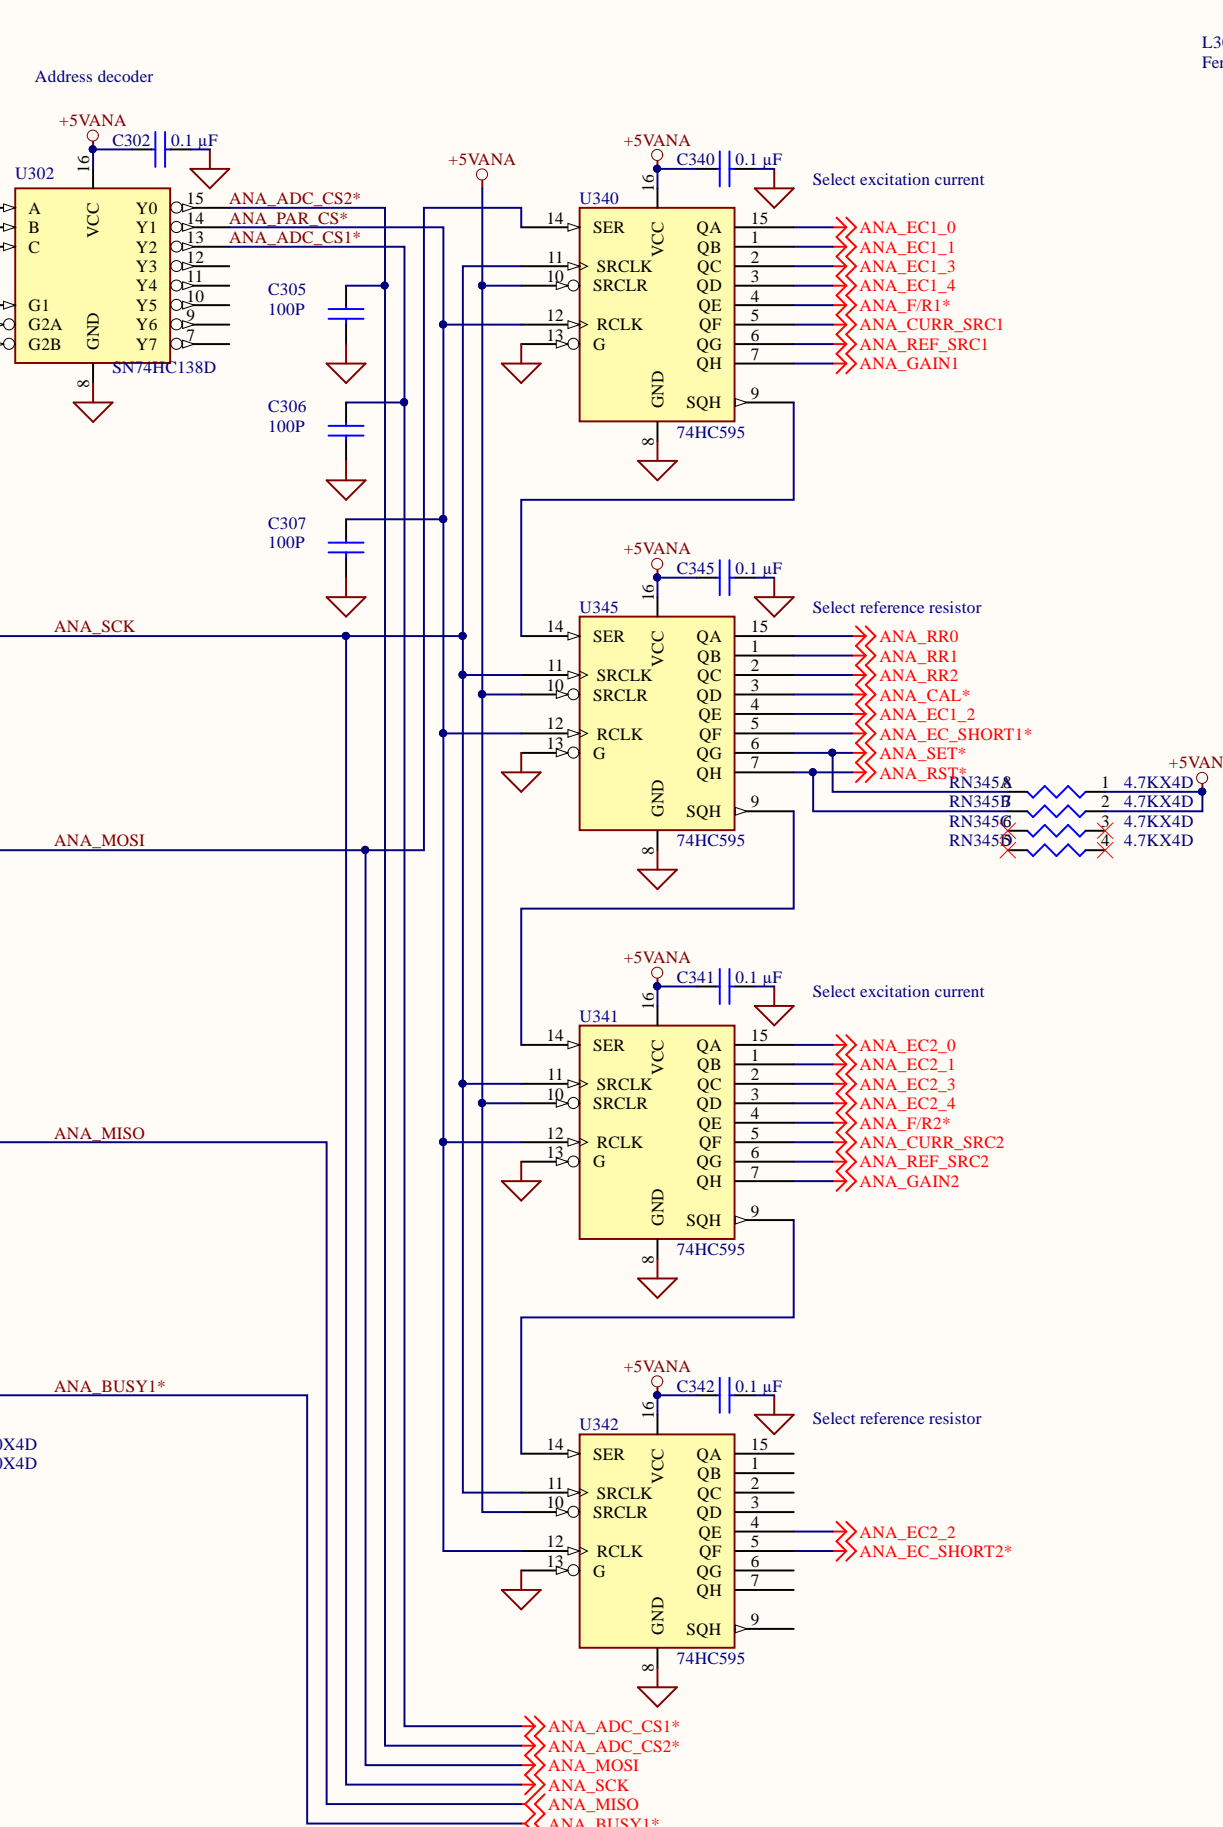 Address decoder
+5VANA
C302 0.1 µF
16
U302
A VCC Y0 15 ANA_ADC_CS2*
B Y1 14 ANA_PAR_CS*
C Y2 13 ANA_ADC_CS1*
Y3 12
Y4 11
G1 Y5 10
G2A Y6 9
G2B GND Y7 7
SN74HC138D
8
C305
100P
C306
100P
C307
100P
+5VANA
+5VANA
C340 0.1 µF
16
Select excitation current
U340
14 SER VCC QA 15 ANA_EC1_0
QB 1 ANA_EC1_1
11 SRCLK QC 2 ANA_EC1_3
10 SRCLR QD 3 ANA_EC1_4
QE 4 ANA_F/R1*
12 RCLK QF 5 ANA_CURR_SRC1
13 G QG 6 ANA_REF_SRC1
QH 7 ANA_GAIN1
GND SQH 9
8 74HC595
+5VANA
C345 0.1 µF
16
Select reference resistor
U345
14 SER VCC QA 15 ANA_RR0
QB 1 ANA_RR1
11 SRCLK QC 2 ANA_RR2
10 SRCLR QD 3 ANA_CAL*
QE 4 ANA_EC1_2
12 RCLK QF 5 ANA_EC_SHORT1*
13 G QG 6 ANA_SET*
QH 7 ANA_RST*
GND SQH 9
8 74HC595
+5VAN
RN345A 8 1 4.7KX4D
RN345B 7 2 4.7KX4D
RN345C 6 3 4.7KX4D
RN345D 5 4 4.7KX4D
ANA_SCK
ANA_MOSI
ANA_MISO
ANA_BUSY1*
0X4D
0X4D
+5VANA
C341 0.1 µF
16
Select excitation current
U341
14 SER VCC QA 15 ANA_EC2_0
QB 1 ANA_EC2_1
11 SRCLK QC 2 ANA_EC2_3
10 SRCLR QD 3 ANA_EC2_4
QE 4 ANA_F/R2*
12 RCLK QF 5 ANA_CURR_SRC2
13 G QG 6 ANA_REF_SRC2
QH 7 ANA_GAIN2
GND SQH 9
8 74HC595
+5VANA
C342 0.1 µF
16
Select reference resistor
U342
14 SER VCC QA 15
QB 1
11 SRCLK QC 2
10 SRCLR QD 3
QE 4 ANA_EC2_2
12 RCLK QF 5 ANA_EC_SHORT2*
13 G QG 6
QH 7
GND SQH 9
8 74HC595
ANA_ADC_CS1*
ANA_ADC_CS2*
ANA_MOSI
ANA_SCK
ANA_MISO
ANA_BUSY1*